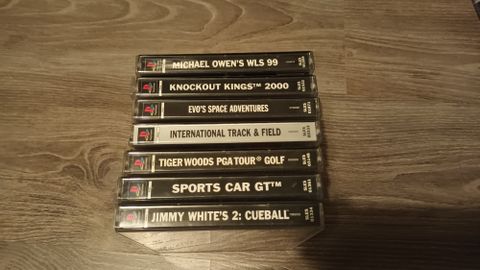 MICHAEL OWEN'S WLS 99
KNOCKOUT KINGS™ 2000
EVO'S SPACE ADVENTURES
INTERNATIONAL TRACK & FIELD
TIGER WOODS PGA TOUR® GOLF
SPORTS CAR GT™
JIMMY WHITE'S 2: CUEBALL